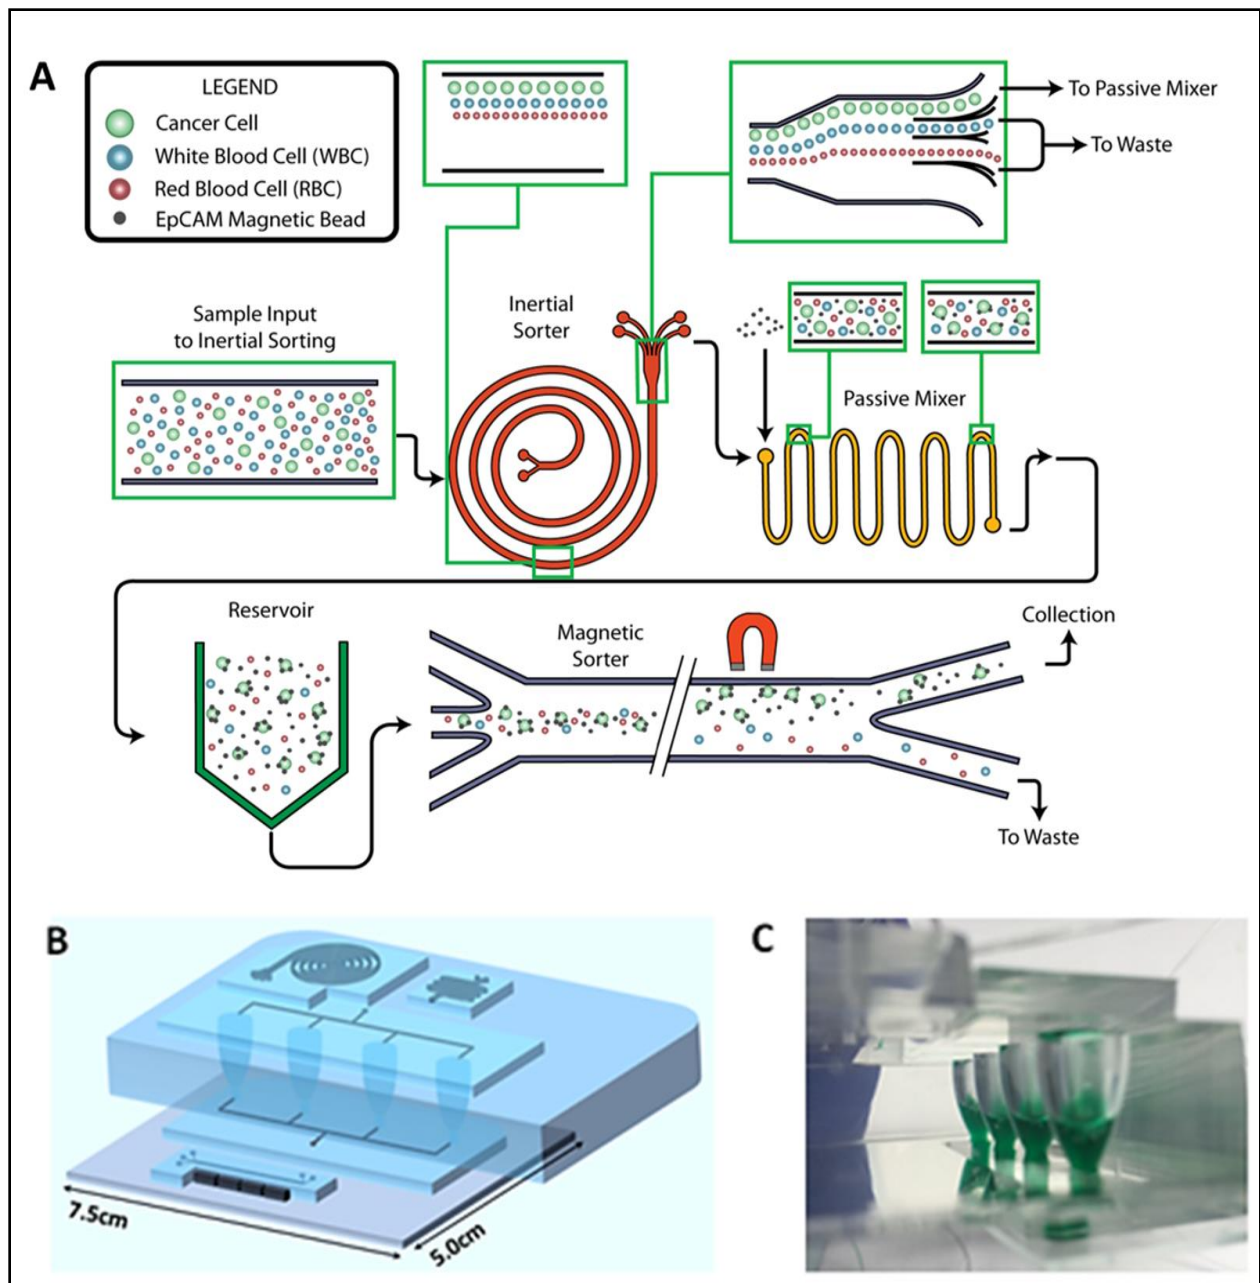 A
LEGEND
Cancer Cell
White Blood Cell (WBC)
Red Blood Cell (RBC)
EpCAM Magnetic Bead
To Passive Mixer
To Waste
Sample Input
to Inertial Sorting
Inertial
Sorter
Passive Mixer
Reservoir
Magnetic
Sorter
Collection
To Waste
B
7.5cm
5.0cm
C